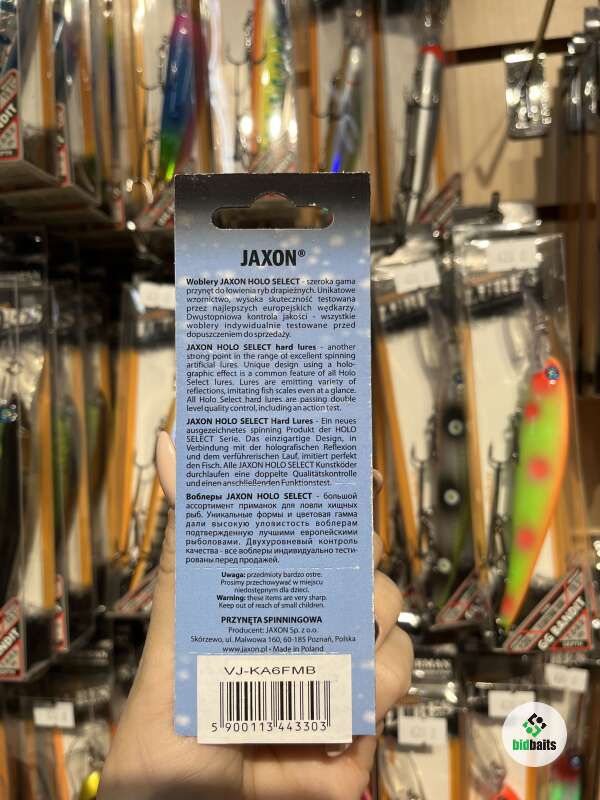 JAXON®
Woblery JAXON HOLO SELECT - szeroka gama
przynęt do łowienia ryb drapieżnych. Unikatowe
wzornictwo, wysoka skuteczność testowana
przez najlepszych europejskich wędkarzy.
Dwustopniowa kontrola jakości - wszystkie
woblery indywidualnie testowane przed
dopuszczeniem do sprzedaży.
JAXON HOLO SELECT hard lures - another
strong point in the range of excellent spinning
artificial lures. Unique design using a holo-
graphic effect is a common feature of all Holo
Select lures. Lures are emitting variety of
reflections, imitating fish scales even at a glance.
All Holo Select hard lures are passing double
level quality control, including an action test.
JAXON HOLO SELECT Hard Lures - Ein neues
ausgezeichnetes spinning Produkt der HOLO
SELECT Serie. Das einzigartige Design, in
Verbindung mit der holografischen Reflexion
und dem verführerischen Lauf, imitiert perfekt
den Fisch. Alle JAXON HOLO SELECT Kunstköder
durchlaufen eine doppelte Qualitätskontrolle
und einen anschließenden Funktionstest.
Воблеры JAXON HOLO SELECT - большой
ассортимент приманок для ловли хищных
рыб. Уникальные формы и цветовая гамма
дали высокую уловистость воблерам
подтвержденную лучшими европейскими
рыболовами. Двухуровневый контроль
качества - все воблеры индивидуально тести-
рованы перед продажей.
Uwaga: przedmioty bardzo ostre.
Prosimy przechowywać w miejscu
niedostępnym dla dzieci.
Warning: these items are very sharp.
Keep out of reach of small children.
PRZYNĘTA SPINNINGOWA
Producent: JAXON Sp. z o.o.
Skórzewo, ul. Malwowa 160, 60-185 Poznań, Polska
www.jaxon.pl • Made in Poland
VJ-KA6FMB
5 900113 443303
GG BANDIT
bidbaits